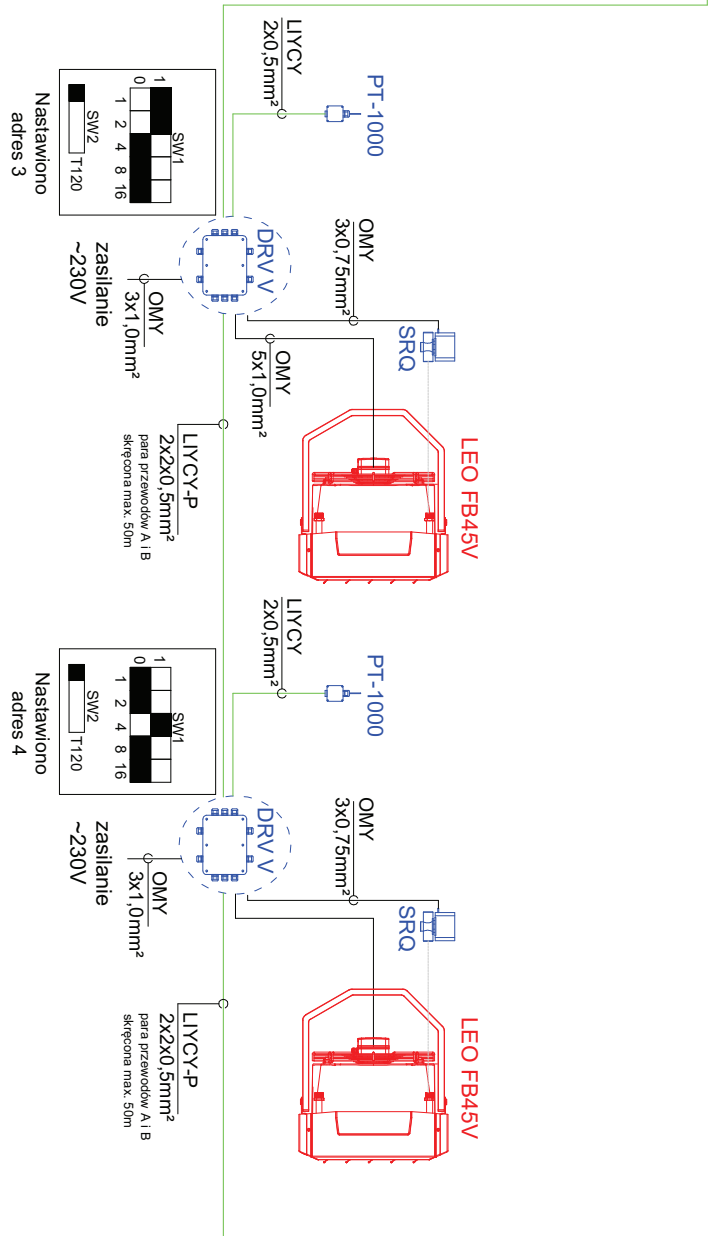 LEO FB45V
SRQ
PT-1000
OMY
3x0,75mm²
LIYCY
2x0,5mm²
OMY
5x1,0mm²
DRV V
SW1
1
0
1 2 4 8 16
SW2
T120
Nastawiono
adres 3
OMY
3x1,0mm²
zasilanie
~230V
LIYCY-P
2x2x0,5mm²
para przewodów A i B
skręcona max. 50m
LEO FB45V
SRQ
PT-1000
OMY
3x0,75mm²
LIYCY
2x0,5mm²
DRV V
SW1
1
0
1 2 4 8 16
SW2
T120
Nastawiono
adres 4
OMY
3x1,0mm²
zasilanie
~230V
LIYCY-P
2x2x0,5mm²
para przewodów A i B
skręcona max. 50m